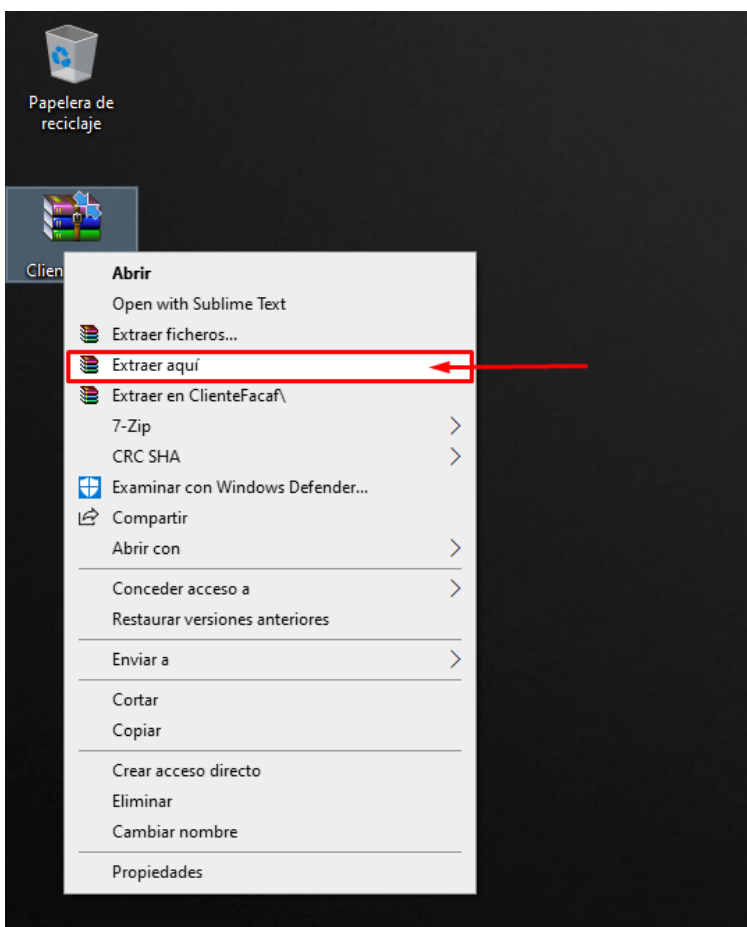 Papelera de
reciclaje
Clien
Abrir
Open with Sublime Text
Extraer ficheros...
Extraer aquí
Extraer en ClienteFacaf\
7-Zip
CRC SHA
Examinar con Windows Defender...
Compartir
Abrir con
Conceder acceso a
Restaurar versiones anteriores
Enviar a
Cortar
Copiar
Crear acceso directo
Eliminar
Cambiar nombre
Propiedades